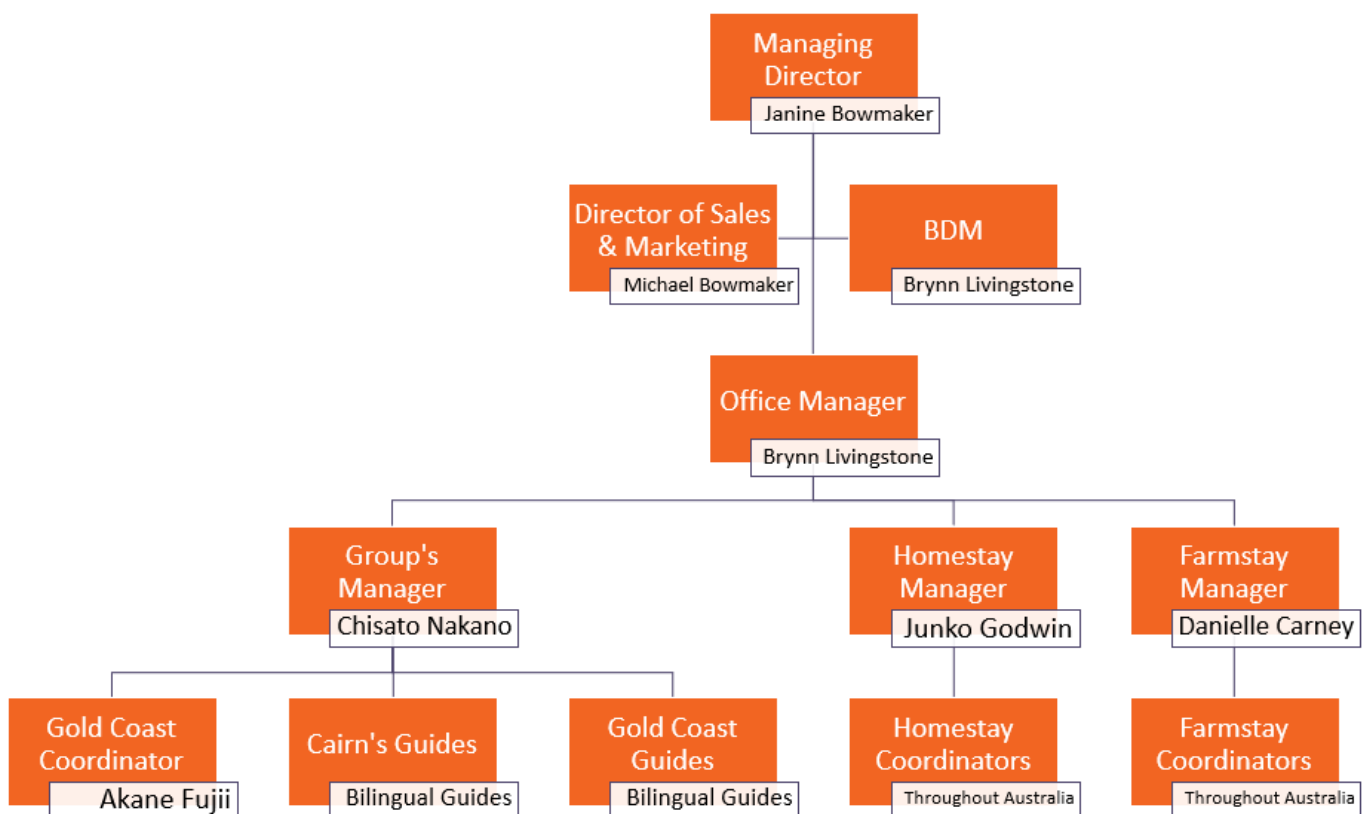 Managing
Director
Janine Bowmaker
Director of Sales
& Marketing
Michael Bowmaker
BDM
Brynn Livingstone
Office Manager
Brynn Livingstone
Group's
Manager
Chisato Nakano
Homestay
Manager
Junko Godwin
Farmstay
Manager
Danielle Carney
Gold Coast
Coordinator
Akane Fujii
Cairn's Guides
Bilingual Guides
Gold Coast
Guides
Bilingual Guides
Homestay
Coordinators
Throughout Australia
Farmstay
Coordinators
Throughout Australia